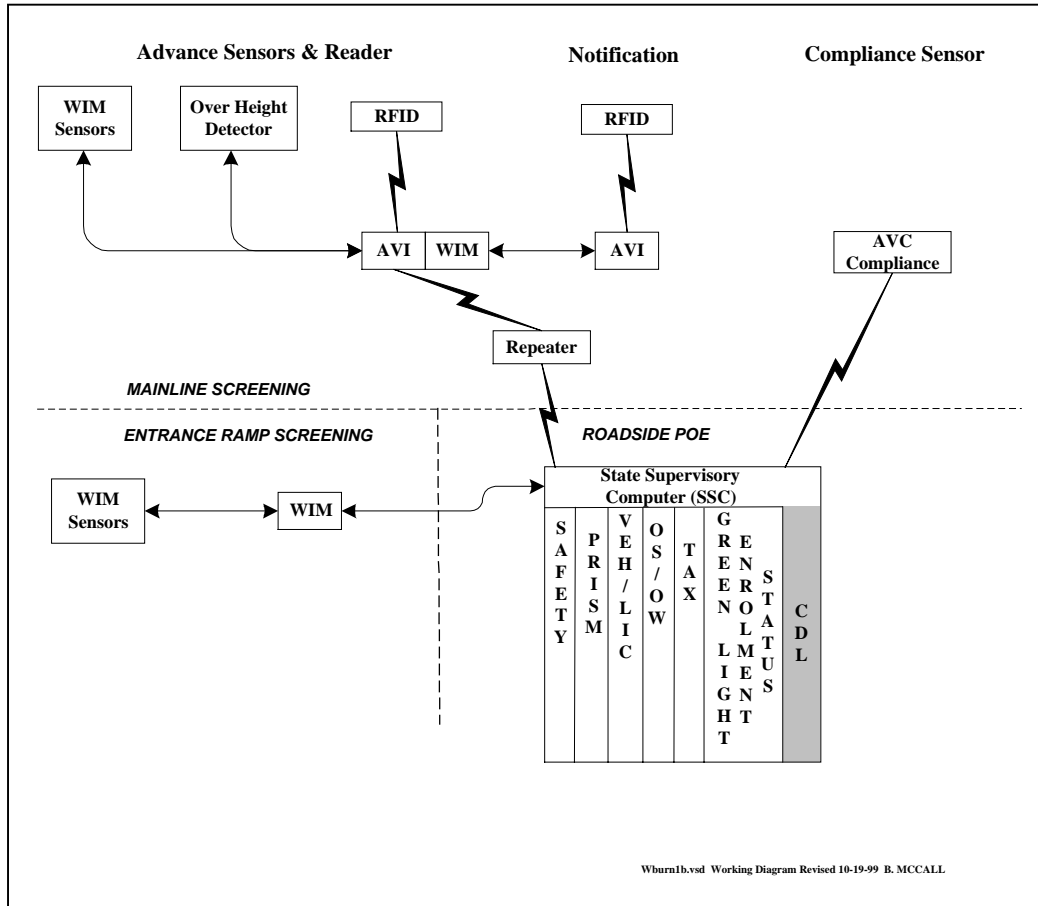 Advance Sensors & Reader
Notification
Compliance Sensor
WIM
Sensors
Over Height
Detector
RFID
RFID
AVI
WIM
AVI
AVC
Compliance
Repeater
MAINLINE SCREENING
ENTRANCE RAMP SCREENING
ROADSIDE POE
WIM
Sensors
WIM
State Supervisory
Computer (SSC)
SAFETY
PRISM
VEH/LIC
OS/OW
TAX
GREEN LIGHT
ENROLMENT
STATUS
CDL
Wburn1b.vsd Working Diagram Revised 10-19-99 B. MCCALL